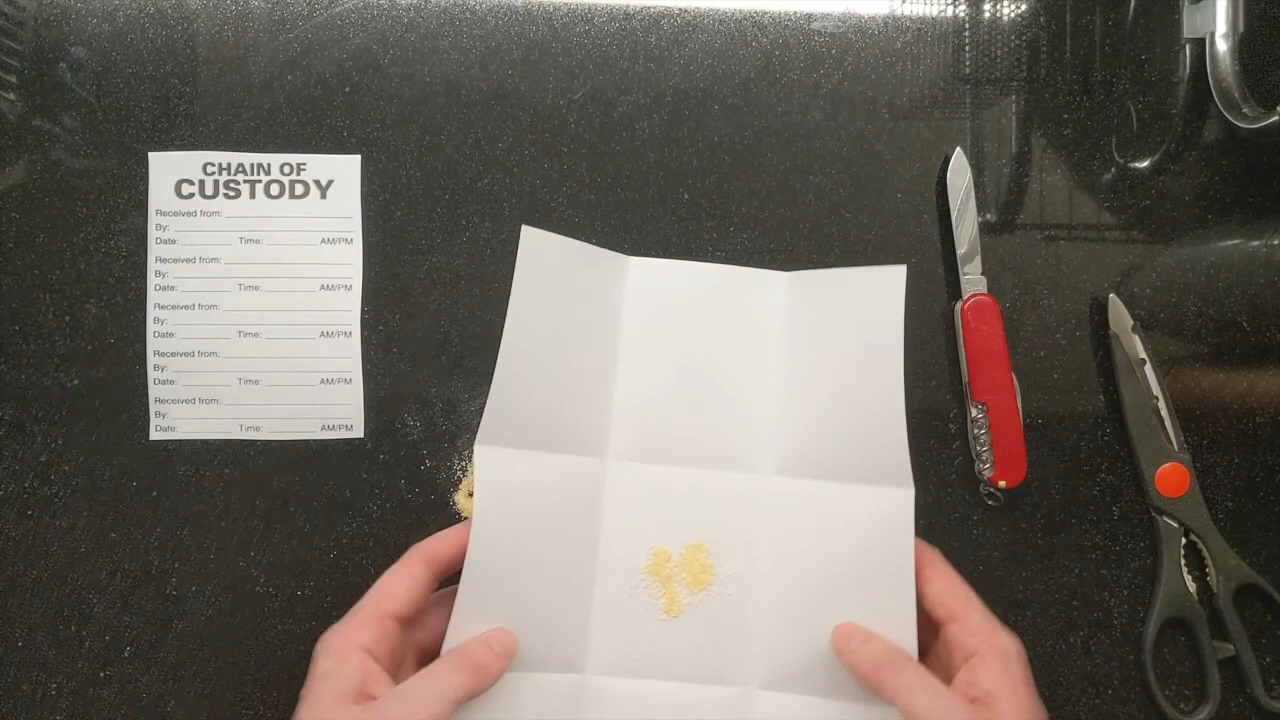 CHAIN OF
CUSTODY
Received from:
By:
Date: Time: AM/PM
Received from:
By:
Date: Time: AM/PM
Received from:
By:
Date: Time: AM/PM
Received from:
By:
Date: Time: AM/PM
Received from:
By:
Date: Time: AM/PM